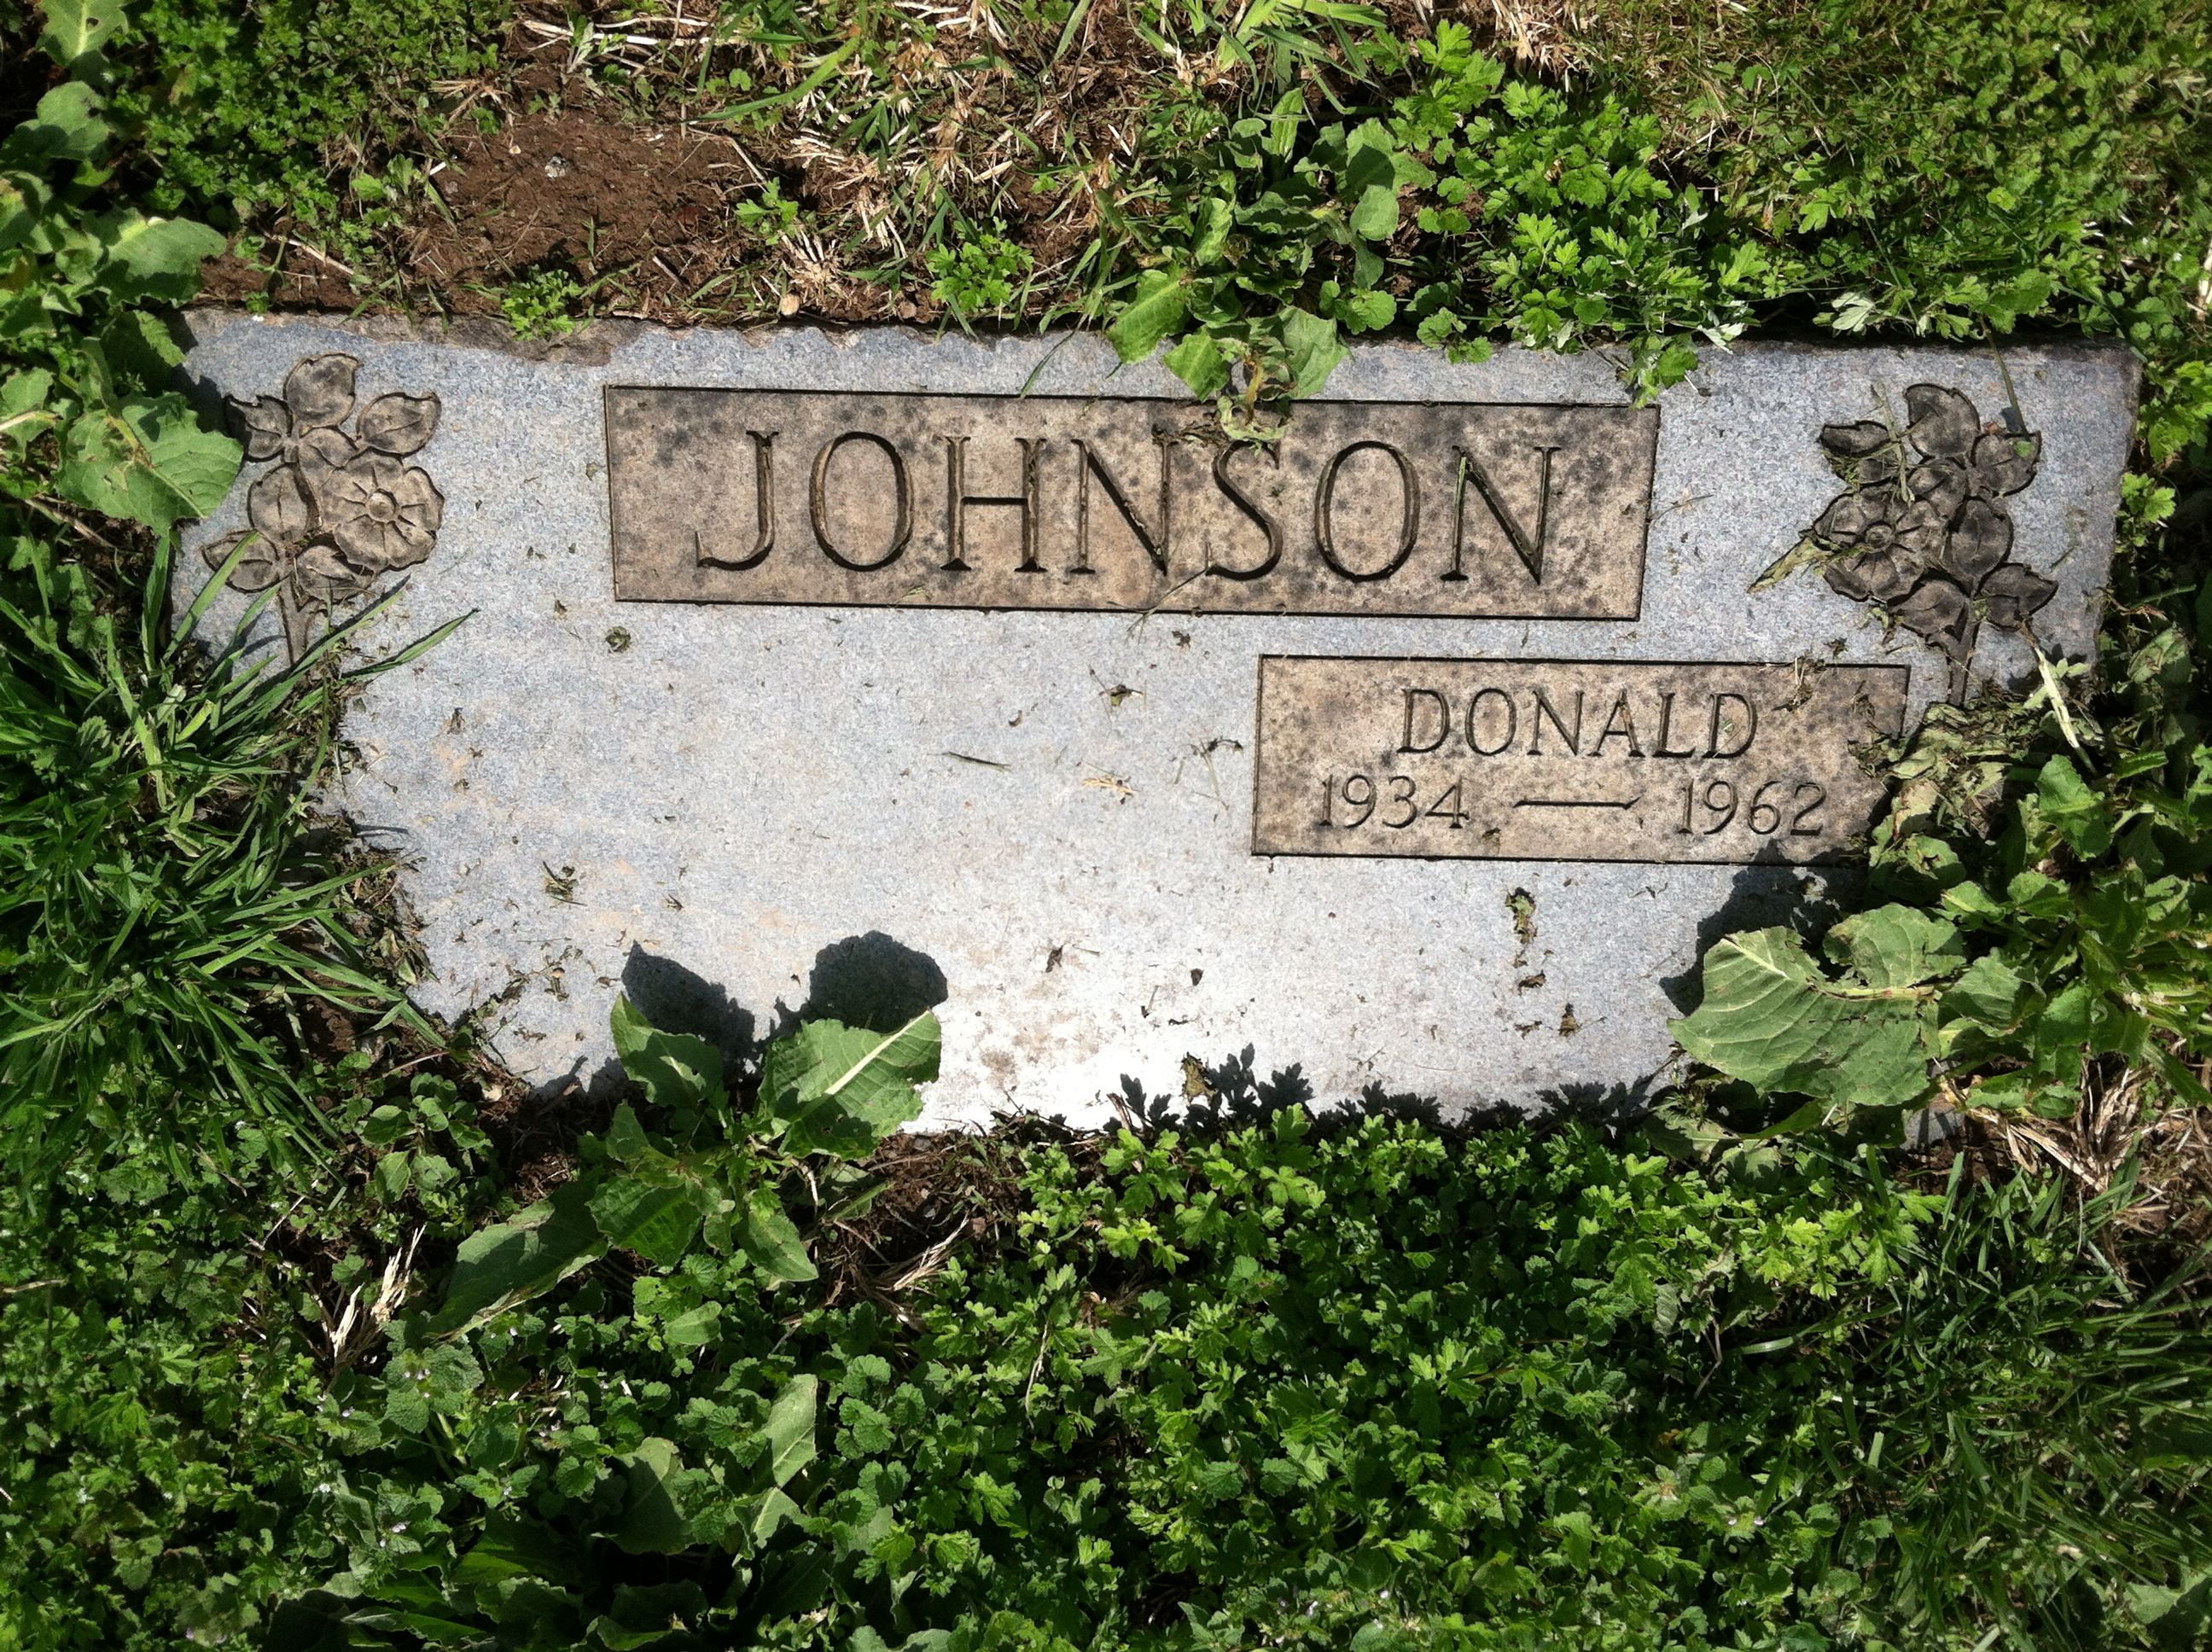 JOHNSON
DONALD
1934 — 1962